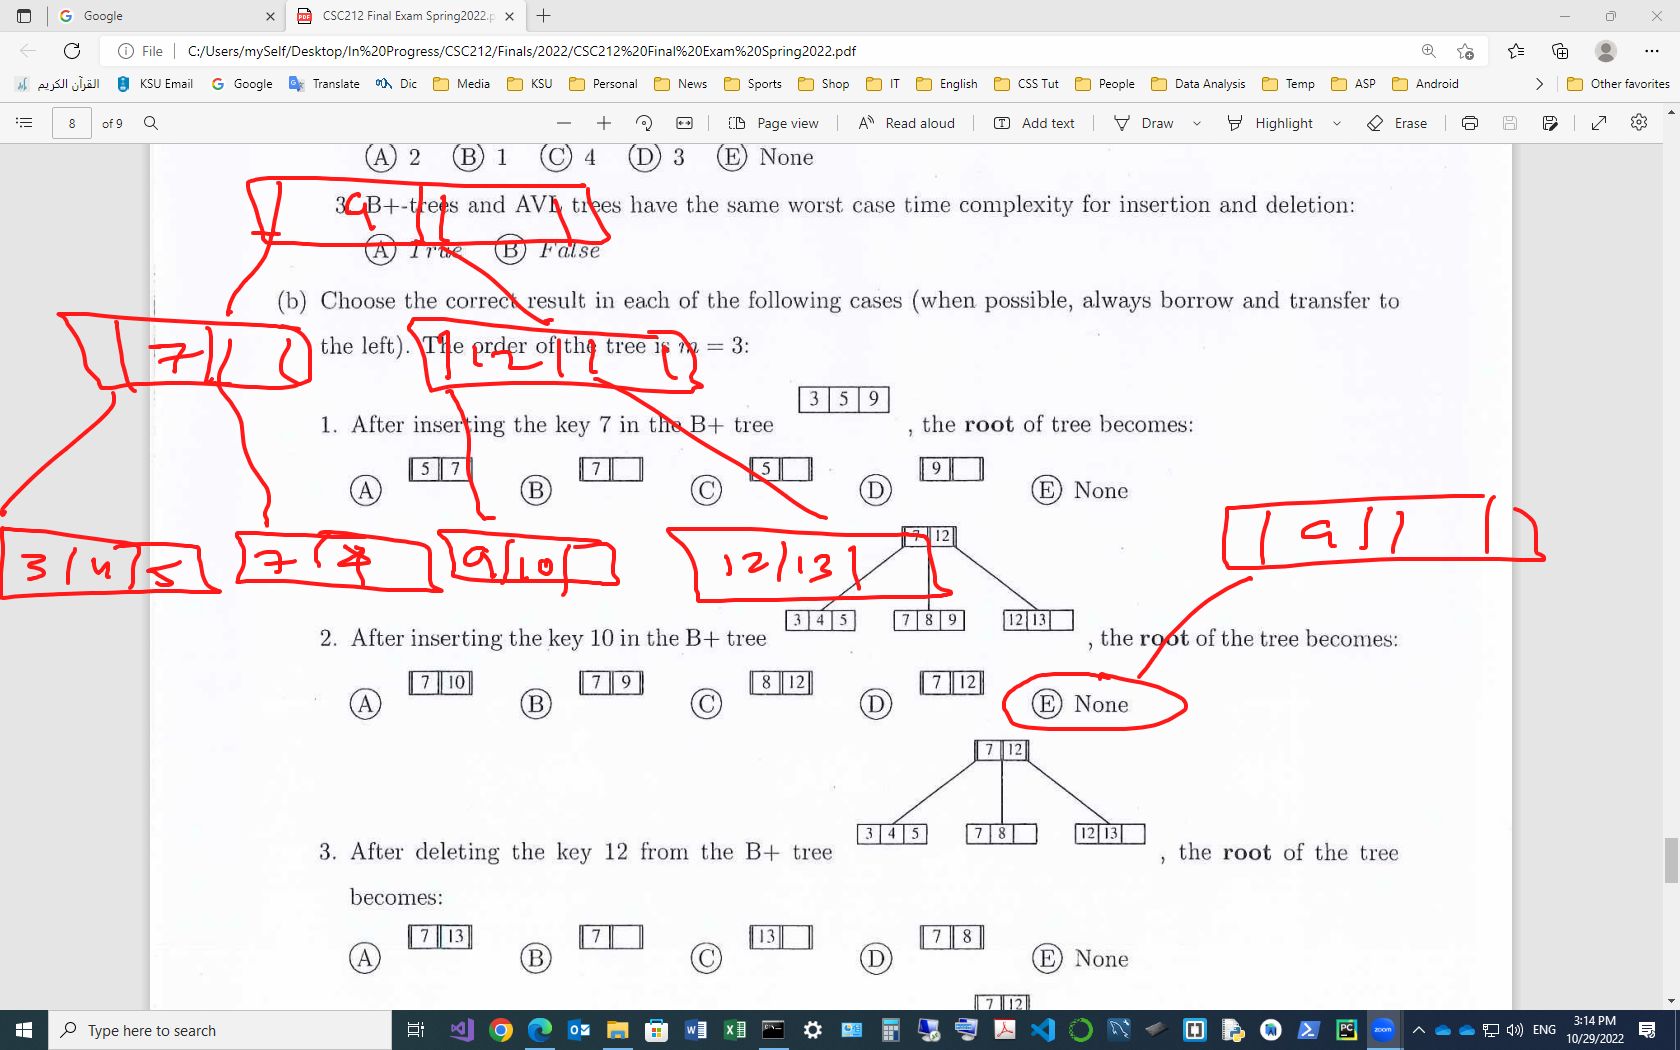 Google
CSC212 Final Exam Spring2022.p
File
C:/Users/mySelf/Desktop/In%20Progress/CSC212/Finals/2022/CSC212%20Final%20Exam%20Spring2022.pdf
القرآن الكريم KSU Email Google Translate Dic Media KSU Personal News Sports Shop IT English CSS Tut People Data Analysis Temp ASP Android Other favorites
8 of 9 Page view Read aloud Add text Draw Highlight Erase
(A) 2 (B) 1 (C) 4 (D) 3 (E) None
3. B+-trees and AVL trees have the same worst case time complexity for insertion and deletion:
9
(A) True (B) False
(b) Choose the correct result in each of the following cases (when possible, always borrow and transfer to
the left). The order of the tree is m = 3:
7 12
3 5 9
1. After inserting the key 7 in the B+ tree , the root of tree becomes:
5 7 7 5 9
(A) (B) (C) (D) (E) None
9
7 12
3 4 5 7 8 9 10 12 13
3 4 5 7 8 9 12 13
2. After inserting the key 10 in the B+ tree , the root of the tree becomes:
7 10 7 9 8 12 7 12
(A) (B) (C) (D) (E) None
7 12
3 4 5 7 8 12 13
3. After deleting the key 12 from the B+ tree , the root of the tree
becomes:
7 13 7 13 7 8
(A) (B) (C) (D) (E) None
7 12
Type here to search
zoom
ENG
3:14 PM
10/29/2022